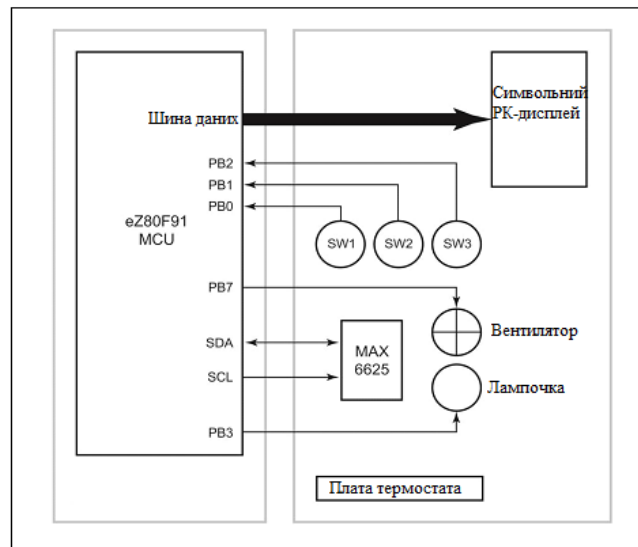 Символьний
РК-дисплей
Шина даних
PB2
PB1
PB0
eZ80F91
MCU
SW1
SW2
SW3
PB7
Вентилятор
SDA
MAX
6625
SCL
Лампочка
PB3
Плата термостата